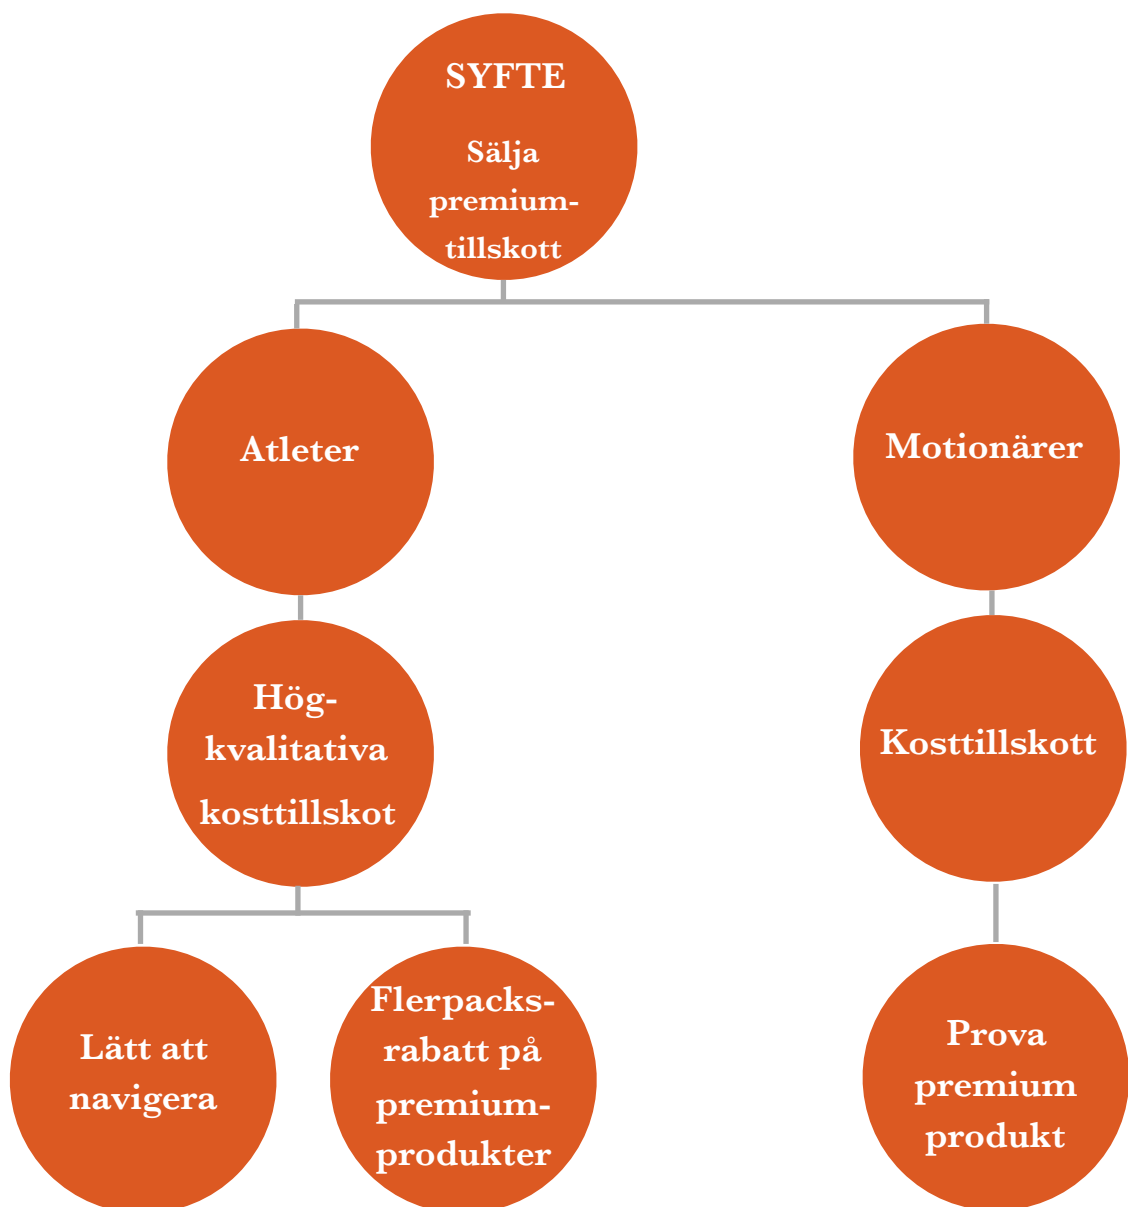 SYFTE
Sälja
premium-
tillskott
Atleter
Motionärer
Hög-
kvalitativa
kosttillskot
Kosttillskott
Lätt att
navigera
Flerpacks-
rabatt på
premium-
produkter
Prova
premium
produkt